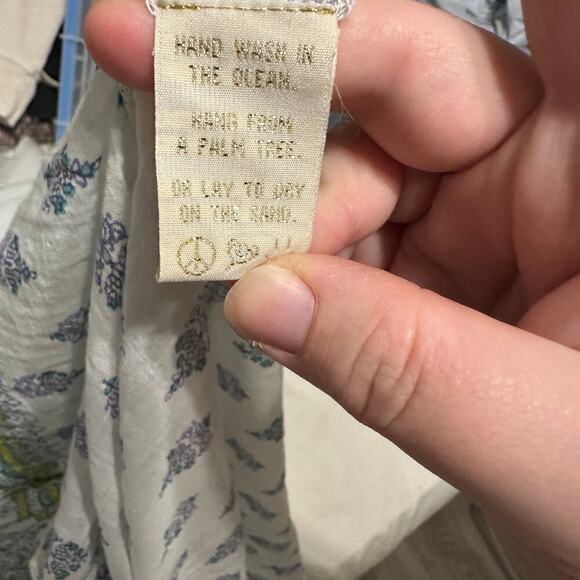 HAND WASH IN
THE OCEAN.
HANG FROM
A PALM TREE.
OR LAY TO DRY
ON THE SAND.